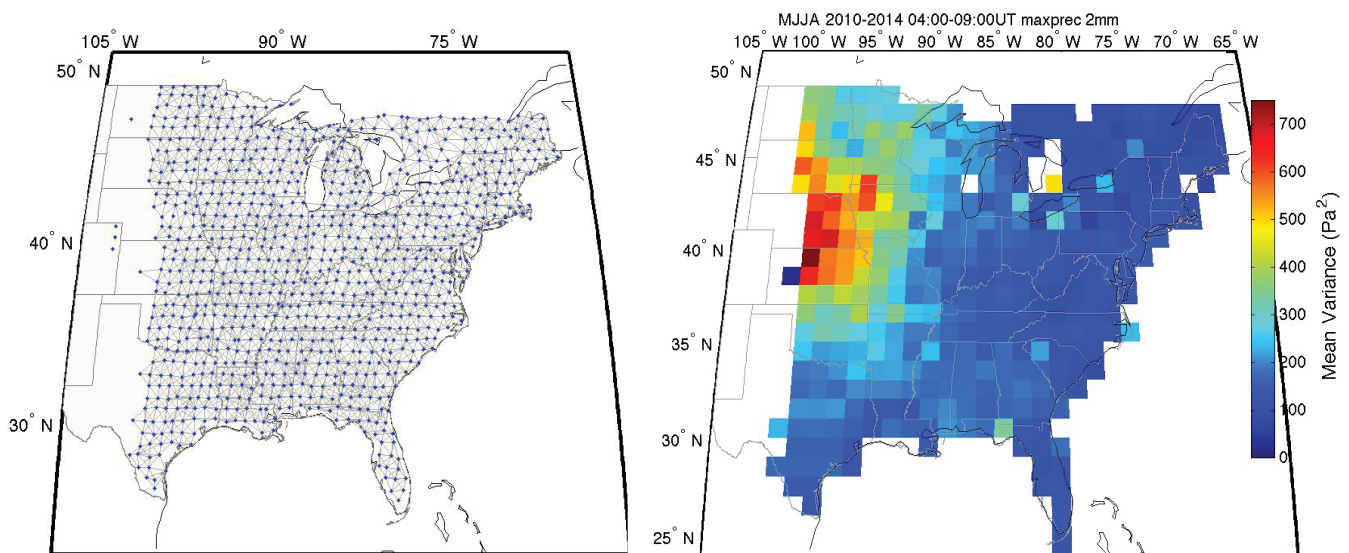 105° W
90° W
75° W
50° N
40° N
30° N
MJJA 2010-2014 04:00-09:00UT maxprec 2mm
105° W 100° W 95° W 90° W 85° W 80° W 75° W 70° W 65° W
50° N
45° N
40° N
35° N
30° N
25° N
700
600
500
400
300
200
100
0
Mean Variance (Pa²)